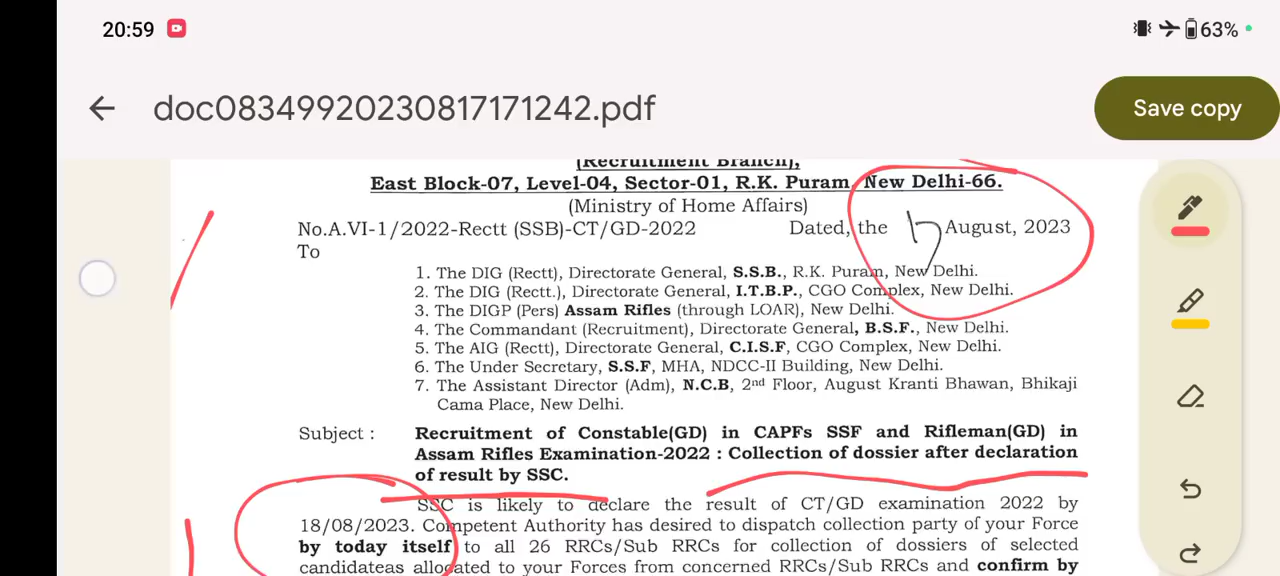 20:59
63%
doc08349920230817171242.pdf
Save copy
(Recruitment Branch),
East Block-07, Level-04, Sector-01, R.K. Puram, New Delhi-66.
(Ministry of Home Affairs)
No.A.VI-1/2022-Rectt (SSB)-CT/GD-2022 Dated, the 17 August, 2023
To
1. The DIG (Rectt), Directorate General, S.S.B., R.K. Puram, New Delhi.
2. The DIG (Rectt.), Directorate General, I.T.B.P., CGO Complex, New Delhi.
3. The DIGP (Pers) Assam Rifles (through LOAR), New Delhi.
4. The Commandant (Recruitment), Directorate General, B.S.F., New Delhi.
5. The AIG (Rectt), Directorate General, C.I.S.F, CGO Complex, New Delhi.
6. The Under Secretary, S.S.F, MHA, NDCC-II Building, New Delhi.
7. The Assistant Director (Adm), N.C.B, 2nd Floor, August Kranti Bhawan, Bhikaji
Cama Place, New Delhi.
Subject : Recruitment of Constable(GD) in CAPFs SSF and Rifleman(GD) in
Assam Rifles Examination-2022 : Collection of dossier after declaration
of result by SSC.
SSC is likely to declare the result of CT/GD examination 2022 by
18/08/2023. Competent Authority has desired to dispatch collection party of your Force
by today itself to all 26 RRCs/Sub RRCs for collection of dossiers of selected
candidateas allocated to your Forces from concerned RRCs/Sub RRCs and confirm by